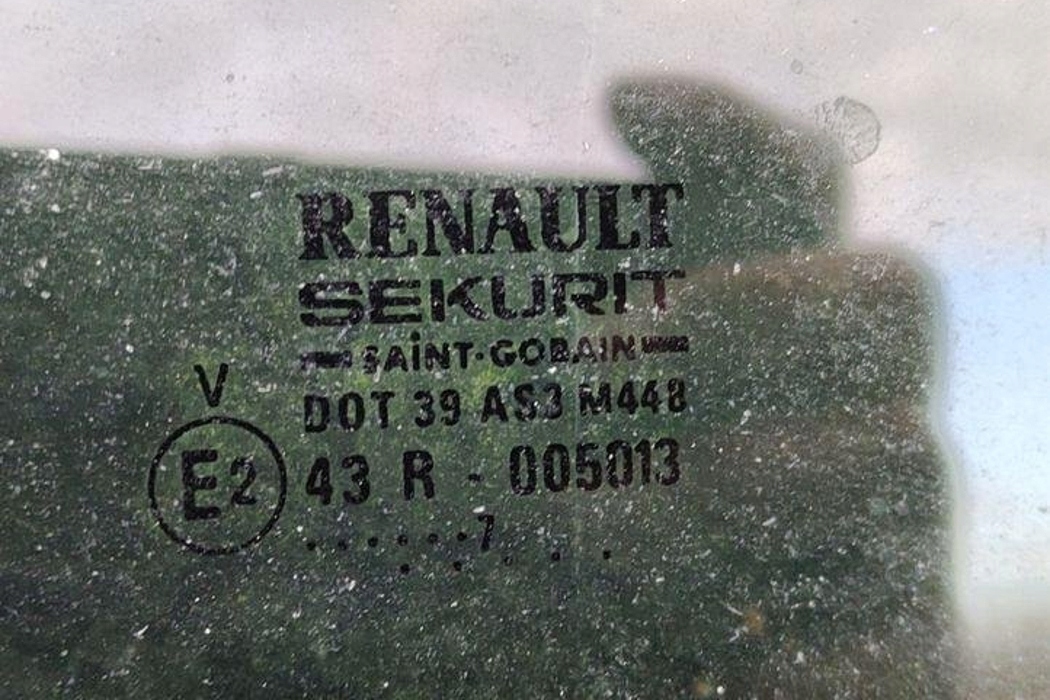 RENAULT
SEKURIT
SAINT-GOBAIN
DOT 39 AS3 M448
V
E2 43 R - 005013
. . . . . . . 7 . . . . .